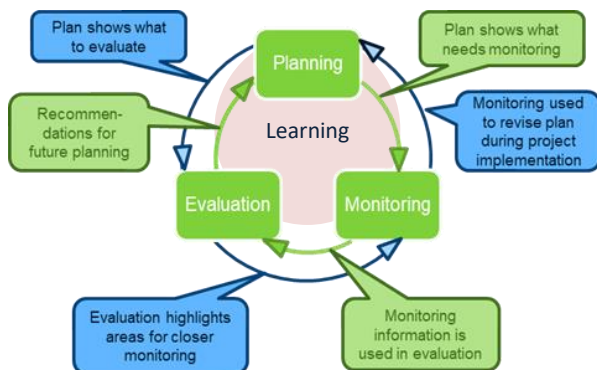 Plan shows what
to evaluate
Planning
Plan shows what
needs monitoring
Recommen-
dations for
future planning
Learning
Monitoring used
to revise plan
during project
implementation
Evaluation
Monitoring
Evaluation highlights
areas for closer
monitoring
Monitoring
information is
used in evaluation